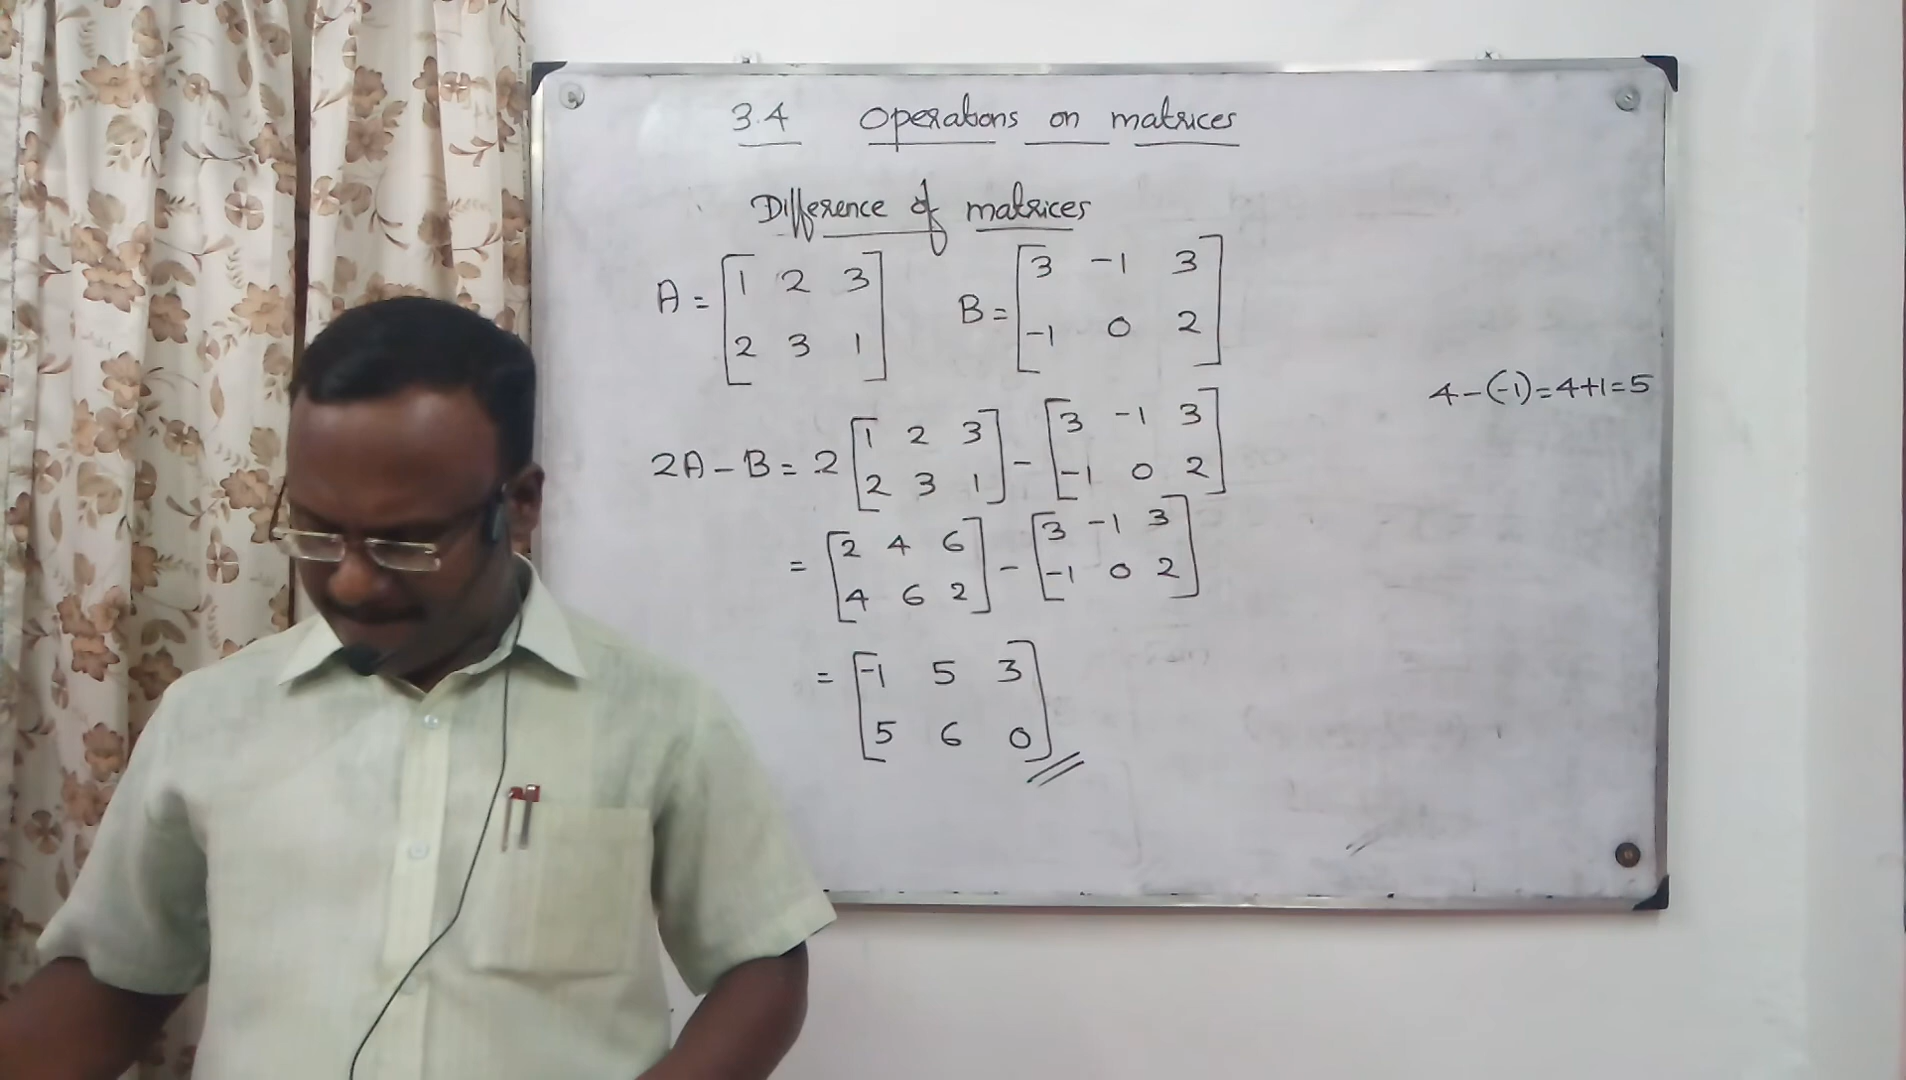 3.4 Operations on matrices
Difference of matrices
A = [1 2 3
2 3 1]
B = [3 -1 3
-1 0 2]
4-(-1)=4+1=5
2A - B = 2 [1 2 3
2 3 1] - [3 -1 3
-1 0 2]
= [2 4 6
4 6 2] - [3 -1 3
-1 0 2]
= [-1 5 3
5 6 0]